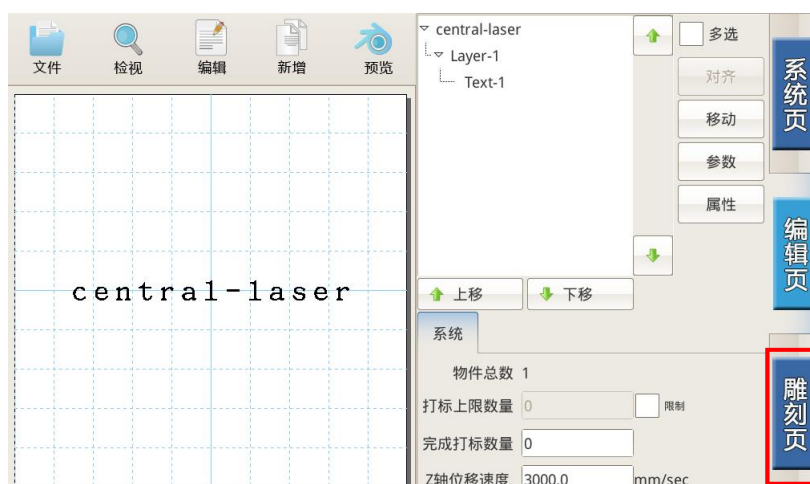 文件 检视 编辑 新增 预览
central-laser
Layer-1
Text-1
多选
对齐
移动
参数
属性
上移 下移
central-laser
系统
物件总数 1
打标上限数量 0 限制
完成打标数量 0
Z轴位移速度 3000.0 mm/sec
系统页
编辑页
雕刻页